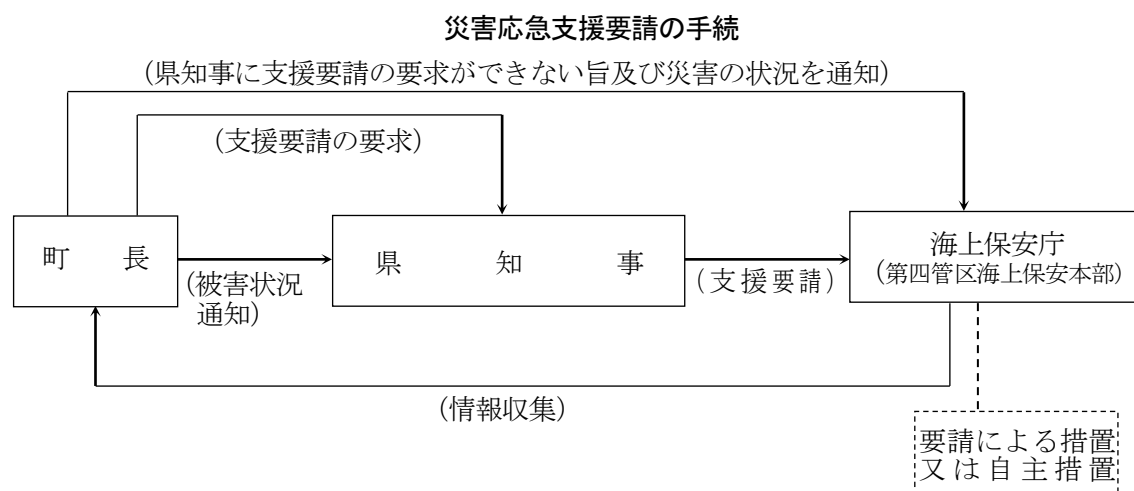 災害応急支援要請の手続
(県知事に支援要請の要求ができない旨及び災害の状況を通知)
(支援要請の要求)
町長
県知事
海上保安庁
(第四管区海上保安本部)
(被害状況
通知)
(支援要請)
(情報収集)
要請による措置
又は自主措置